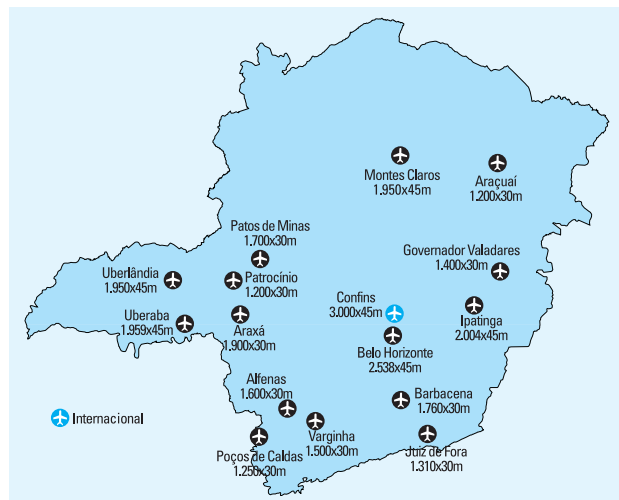 Montes Claros
1.950x45m
Araçuaí
1.200x30m
Patos de Minas
1.700x30m
Governador Valadares
1.400x30m
Uberlândia
1.950x45m
Patrocínio
1.200x30m
Confins
3.000x45m
Ipatinga
2.004x45m
Uberaba
1.959x45m
Araxá
1.900x30m
Belo Horizonte
2.538x45m
Alfenas
1.600x30m
Barbacena
1.760x30m
Internacional
Varginha
1.500x30m
Juiz de Fora
1.310x30m
Poços de Caldas
1.250x30m